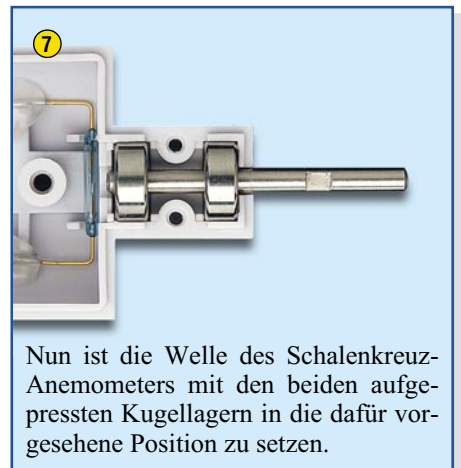 7
Nun ist die Welle des Schalenkreuz-
Anemometers mit den beiden aufge-
pressten Kugellagern in die dafür vor-
gesehene Position zu setzen.